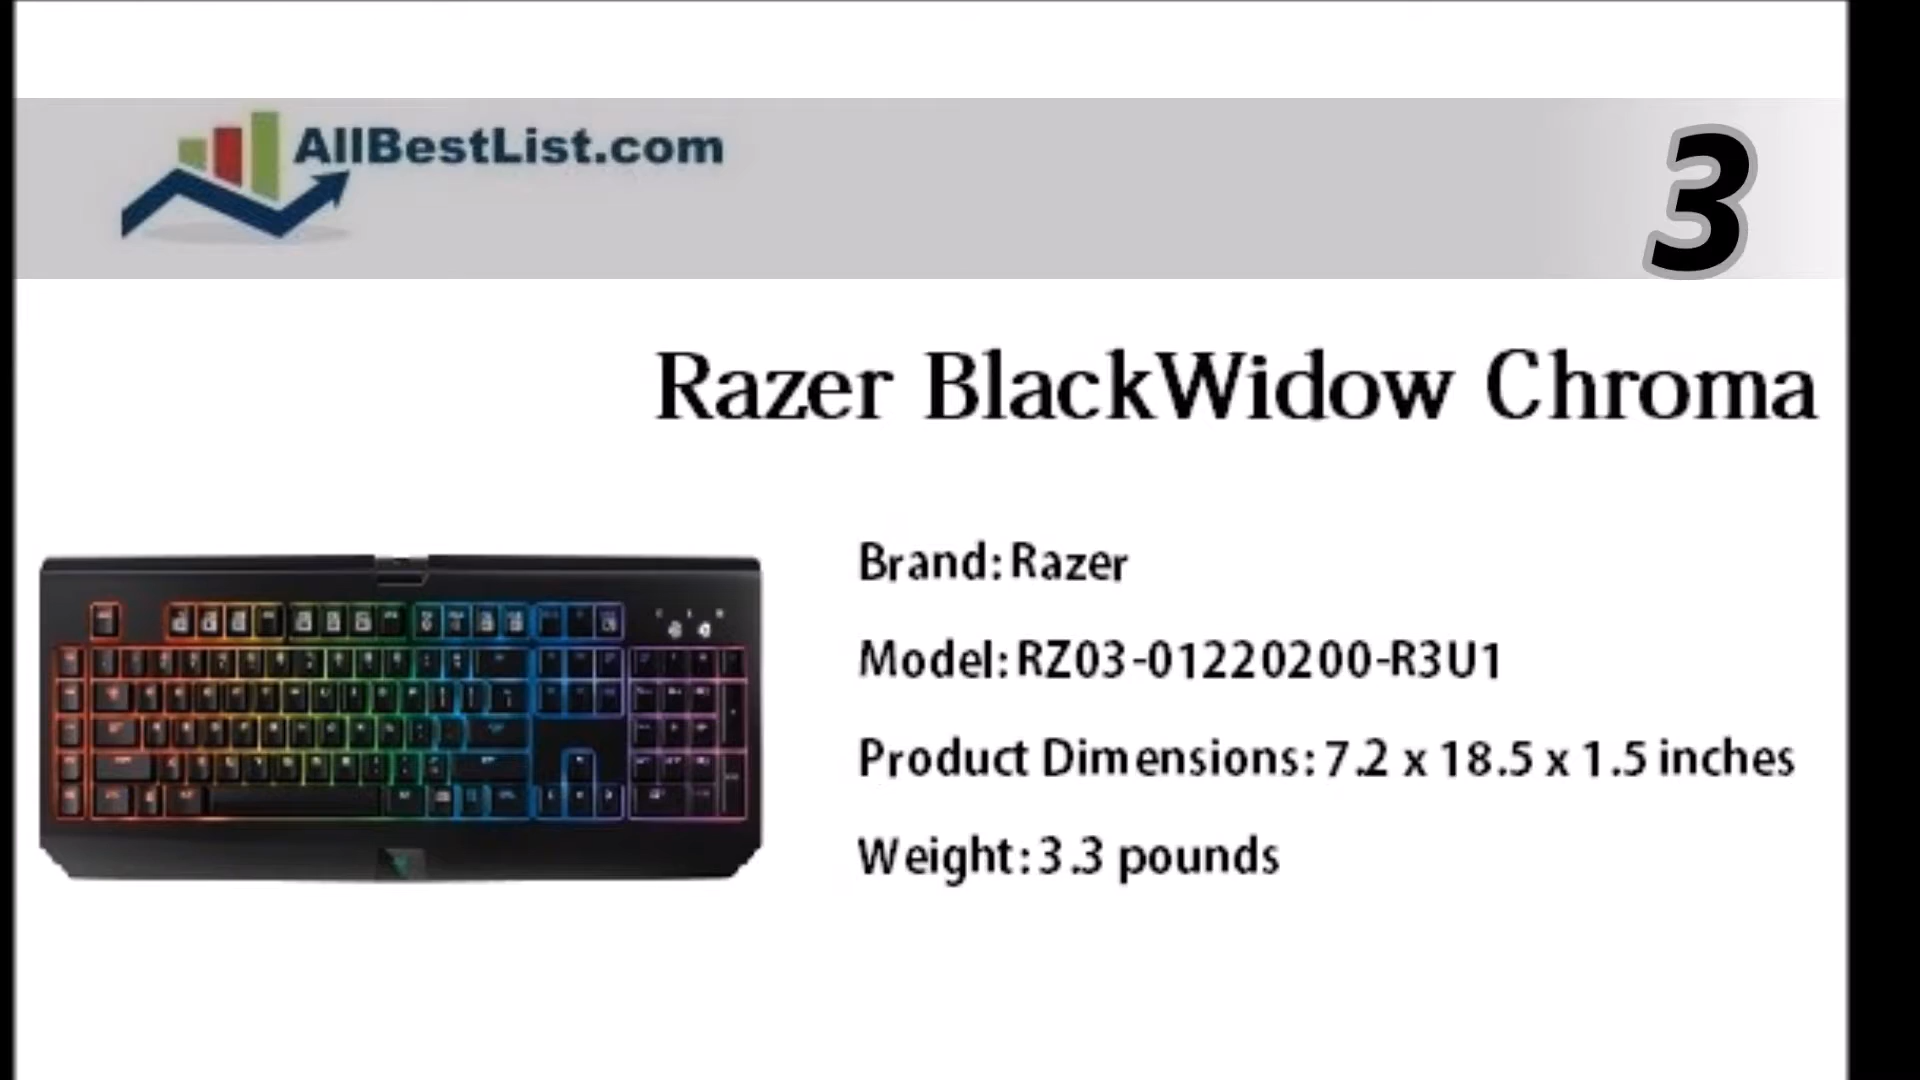 AllBestList.com
3
Razer BlackWidow Chroma
Brand: Razer
Model: RZ03-01220200-R3U1
Product Dimensions: 7.2 x 18.5 x 1.5 inches
Weight: 3.3 pounds